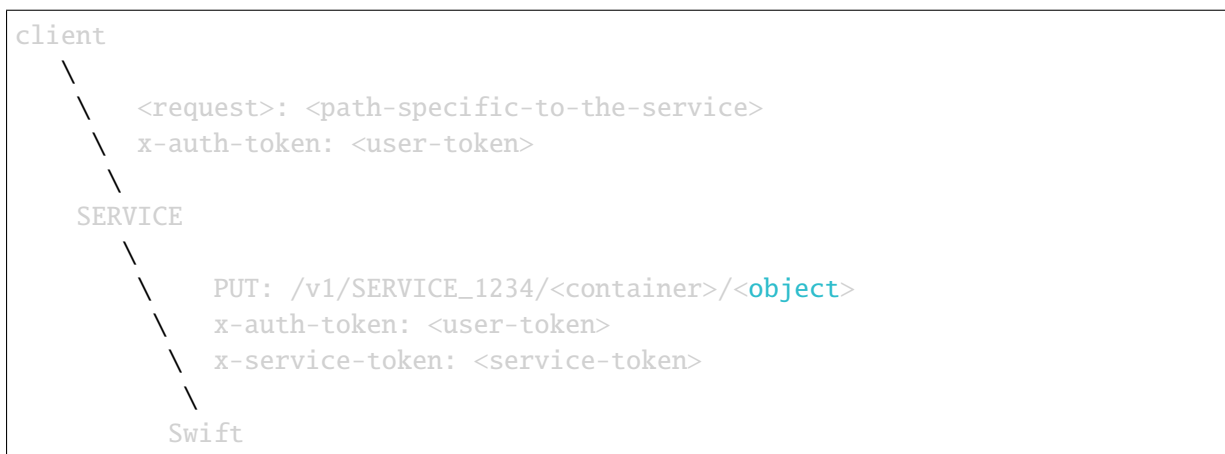 client
\
\
<request>: <path-specific-to-the-service>
\
x-auth-token: <user-token>
\
\
SERVICE
\
\
PUT: /v1/SERVICE_1234/<container>/<object>
\
x-auth-token: <user-token>
\
x-service-token: <service-token>
\
\
Swift